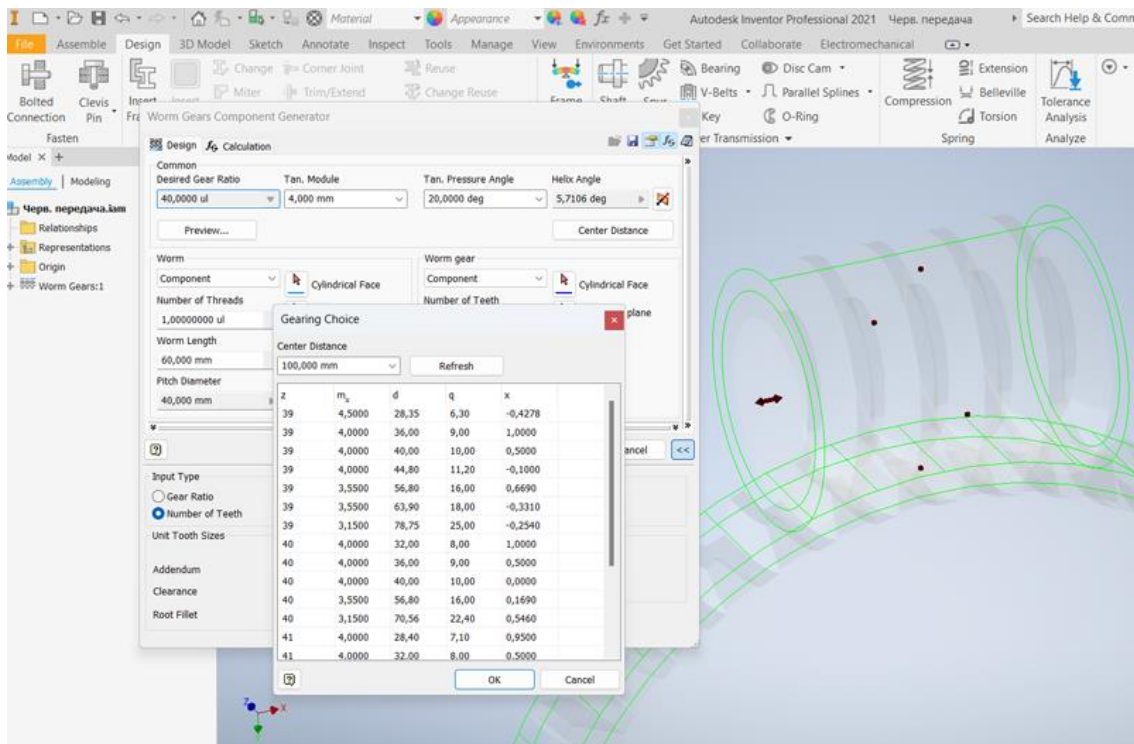 Material Appearance fx Autodesk Inventor Professional 2021 Черв. передача Search Help & Comm
File Assemble Design 3D Model Sketch Annotate Inspect Tools Manage View Environments Get Started Collaborate Electromechanical
Change Corner Joint Reuse Bearing Disc Cam Extension
Miter Trim/Extend Change Reuse V-Belts Parallel Splines Belleville
Bolted Connection Clevis Pin Insert Insert Frame Shaft Spur Key O-Ring Compression Torsion Tolerance Analysis
Fasten er Transmission Spring Analyze
Model × +
Assembly | Modeling
Черв. передача.iam
Relationships
Representations
Origin
Worm Gears:1
Worm Gears Component Generator
Design fG Calculation
Common
Desired Gear Ratio Tan. Module Tan. Pressure Angle Helix Angle
40,0000 ul 4,000 mm 20,0000 deg 5,7106 deg
Preview... Center Distance
Worm Worm gear
Component Cylindrical Face Component Cylindrical Face
Number of Threads Number of Teeth plane
1,00000000 ul
Worm Length
60,000 mm
Pitch Diameter
40,000 mm
ancel <<
Input Type
Gear Ratio
Number of Teeth
Unit Tooth Sizes
Addendum
Clearance
Root Fillet
Gearing Choice
Center Distance
100,000 mm Refresh
z mx d q x
39 4,5000 28,35 6,30 -0,4278
39 4,0000 36,00 9,00 1,0000
39 4,0000 40,00 10,00 0,5000
39 4,0000 44,80 11,20 -0,1000
39 3,5500 56,80 16,00 0,6690
39 3,5500 63,90 18,00 -0,3310
39 3,1500 78,75 25,00 -0,2540
40 4,0000 32,00 8,00 1,0000
40 4,0000 36,00 9,00 0,5000
40 4,0000 40,00 10,00 0,0000
40 3,5500 56,80 16,00 0,1690
40 3,1500 70,56 22,40 0,5460
41 4,0000 28,40 7,10 0,9500
41 4,0000 32,00 8,00 0,5000
OK Cancel
Z X